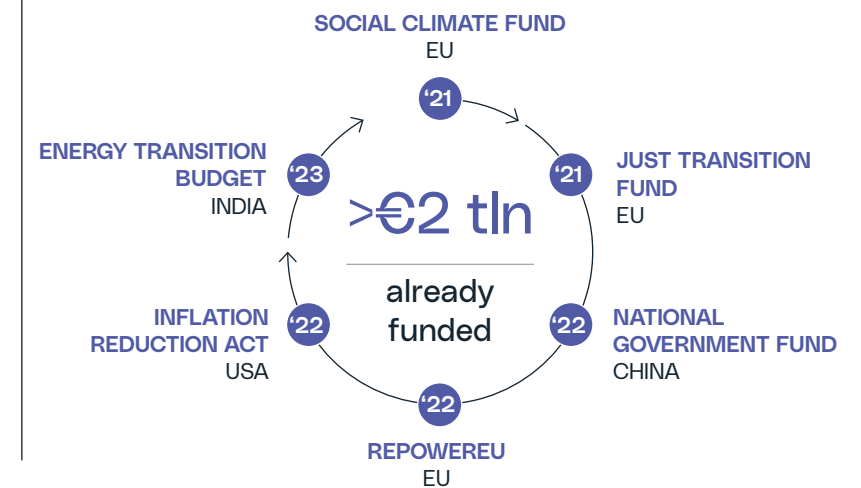 SOCIAL CLIMATE FUND
EU
‘21
‘21
JUST TRANSITION
FUND
EU
‘22
NATIONAL
GOVERNMENT FUND
CHINA
‘22
REPOWEREU
EU
‘22
INFLATION
REDUCTION ACT
USA
‘23
ENERGY TRANSITION
BUDGET
INDIA
>€2 tln
already
funded